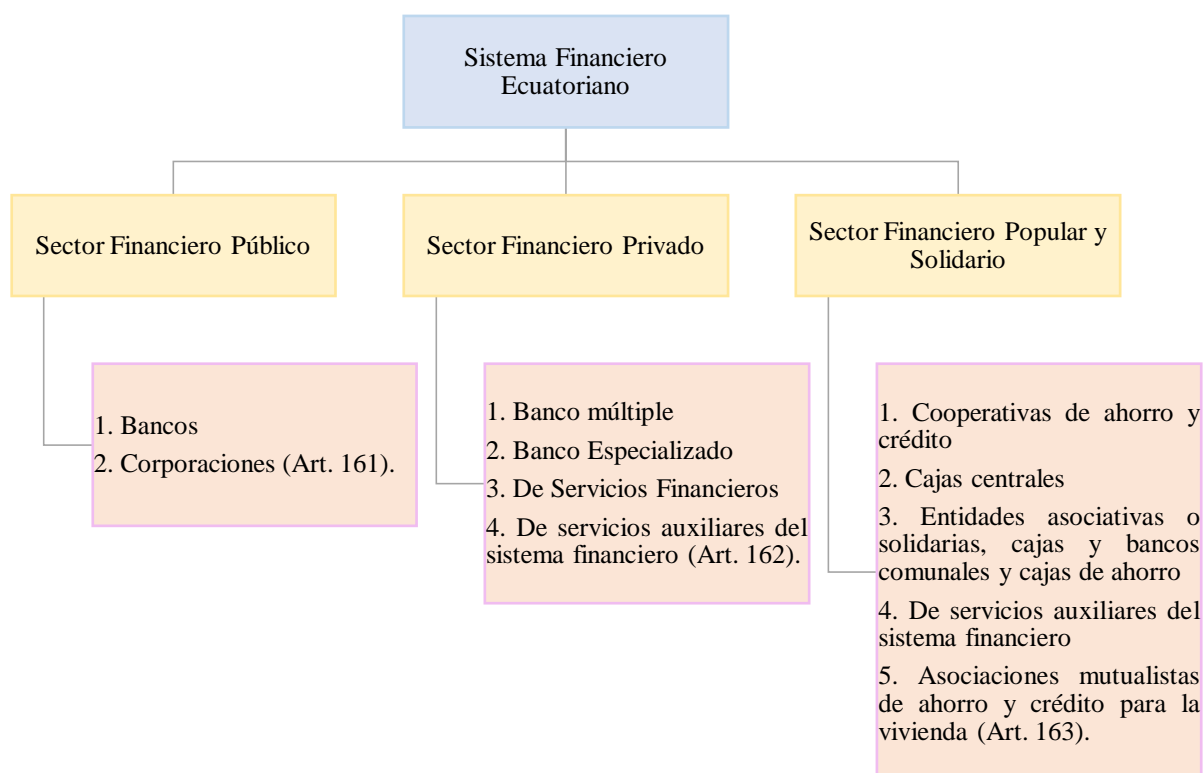 Sistema Financiero
Ecuatoriano
Sector Financiero Público
Sector Financiero Privado
Sector Financiero Popular y
Solidario
1. Bancos
2. Corporaciones (Art. 161).
1. Banco múltiple
2. Banco Especializado
3. De Servicios Financieros
4. De servicios auxiliares del
sistema financiero (Art. 162).
1. Cooperativas de ahorro y
crédito
2. Cajas centrales
3. Entidades asociativas o
solidarias, cajas y bancos
comunales y cajas de ahorro
4. De servicios auxiliares del
sistema financiero
5. Asociaciones mutualistas
de ahorro y crédito para la
vivienda (Art. 163).